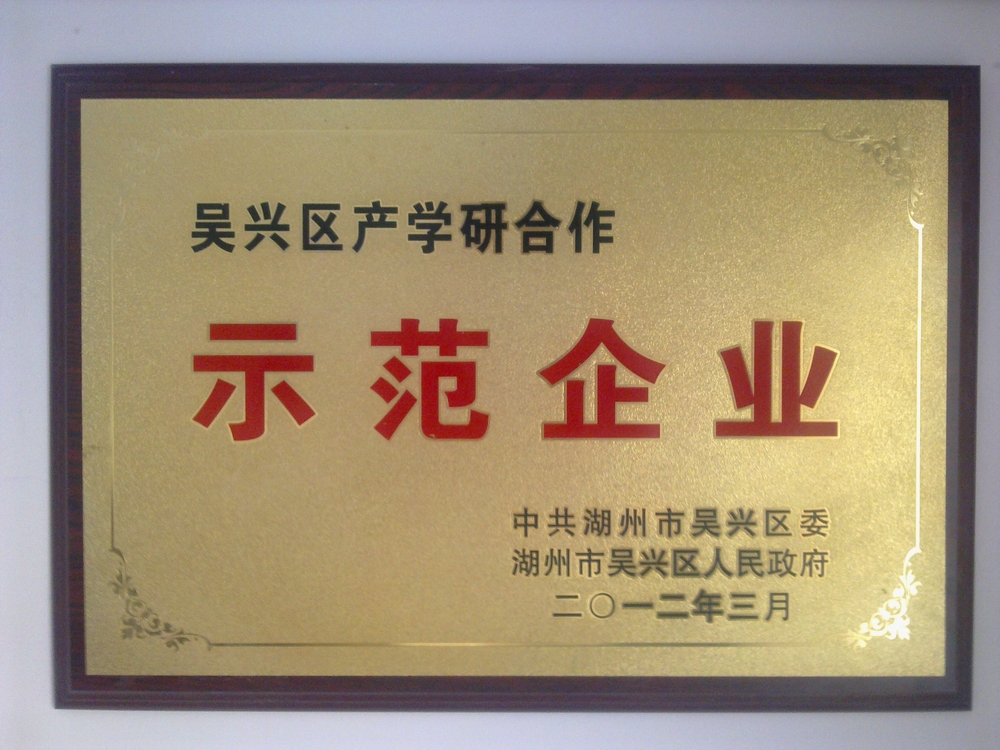 吴兴区产学研合作
示范企业
中共湖州市吴兴区委
湖州市吴兴区人民政府
二〇一二年三月